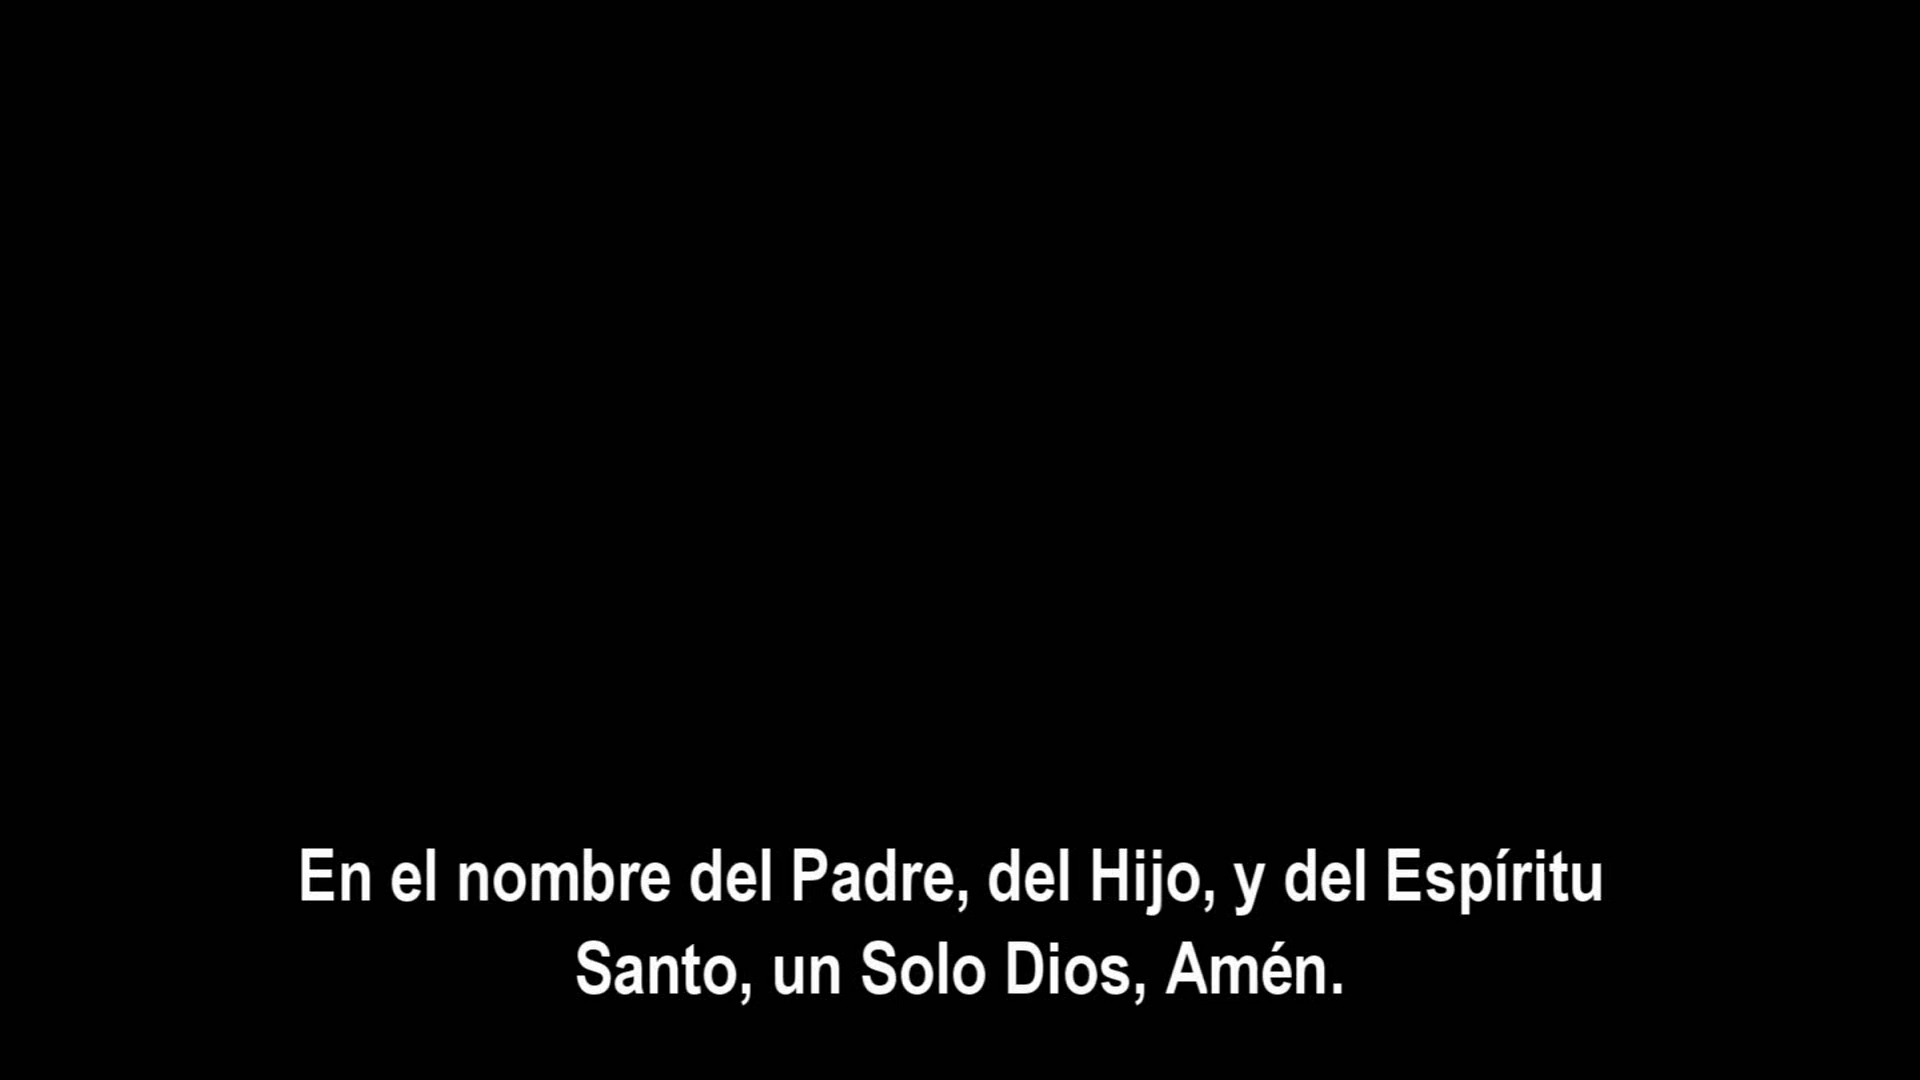 En el nombre del Padre, del Hijo, y del Espíritu
Santo, un Solo Dios, Amén.